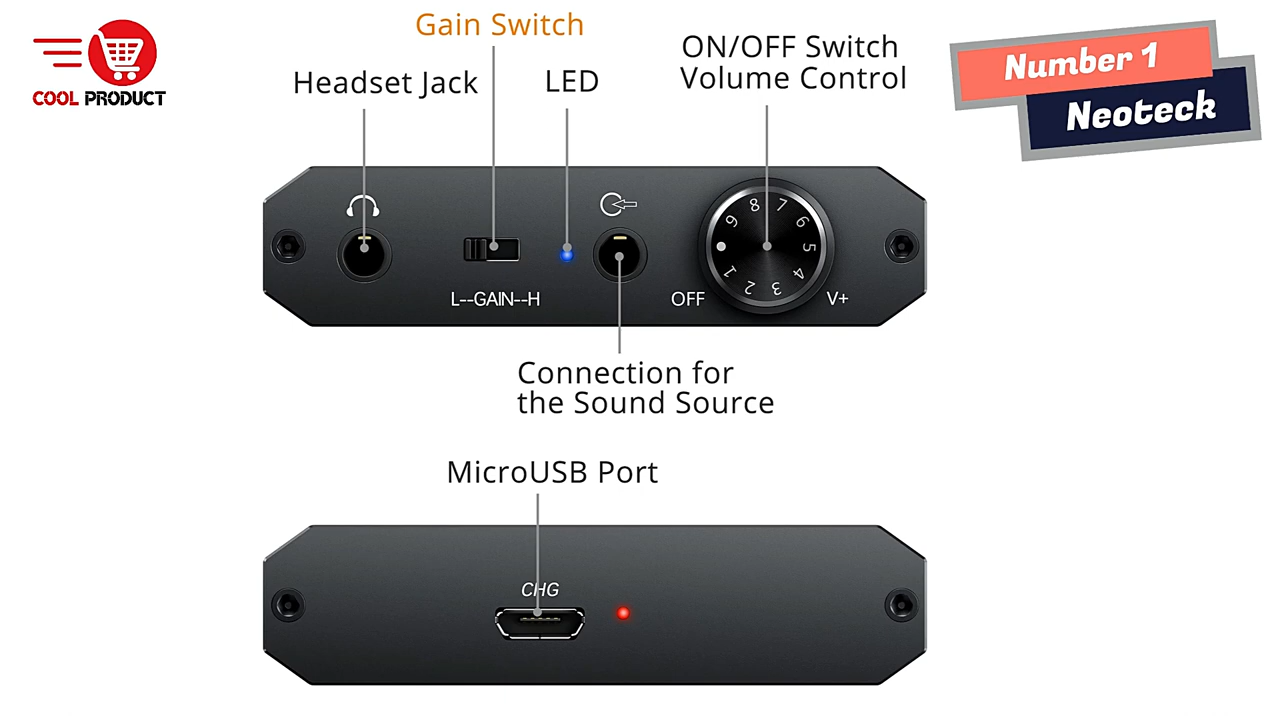 Gain Switch
ON/OFF Switch
Volume Control
Headset Jack
LED
COOL PRODUCT
Number 1
Neoteck
9 8 7 6 5 4 3 2 1
L--GAIN--H
OFF
V+
Connection for
the Sound Source
MicroUSB Port
CHG